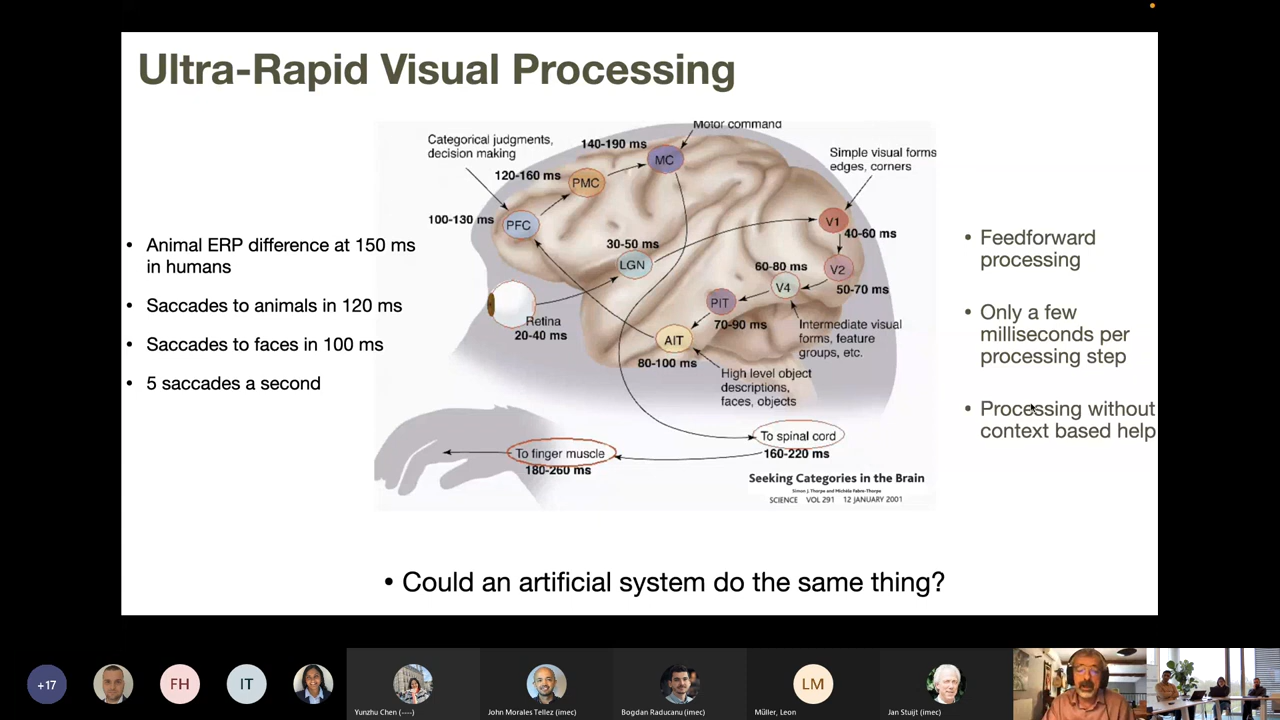 Ultra-Rapid Visual Processing
• Animal ERP difference at 150 ms
in humans
• Saccades to animals in 120 ms
• Saccades to faces in 100 ms
• 5 saccades a second
Categorical judgments,
decision making
140-190 ms
Motor command
MC
120-160 ms
PMC
100-130 ms
PFC
Simple visual forms
edges, corners
V1
40-60 ms
30-50 ms
LGN
60-80 ms
V2
V4
50-70 ms
PIT
70-90 ms
Retina
20-40 ms
AIT
80-100 ms
Intermediate visual
forms, feature
groups, etc.
High level object
descriptions,
faces, objects
To spinal cord
160-220 ms
To finger muscle
180-260 ms
Seeking Categories in the Brain
Simon J. Thorpe and Michèle Fabre-Thorpe
SCIENCE VOL 291 12 JANUARY 2001
• Feedforward
processing
• Only a few
milliseconds per
processing step
• Processing without
context based help
• Could an artificial system do the same thing?
+17
FH
IT
LM
Yunzhu Chen (----)
John Morales Tellez (imec)
Bogdan Raducanu (imec)
Müller, Leon
Jan Stuijt (imec)